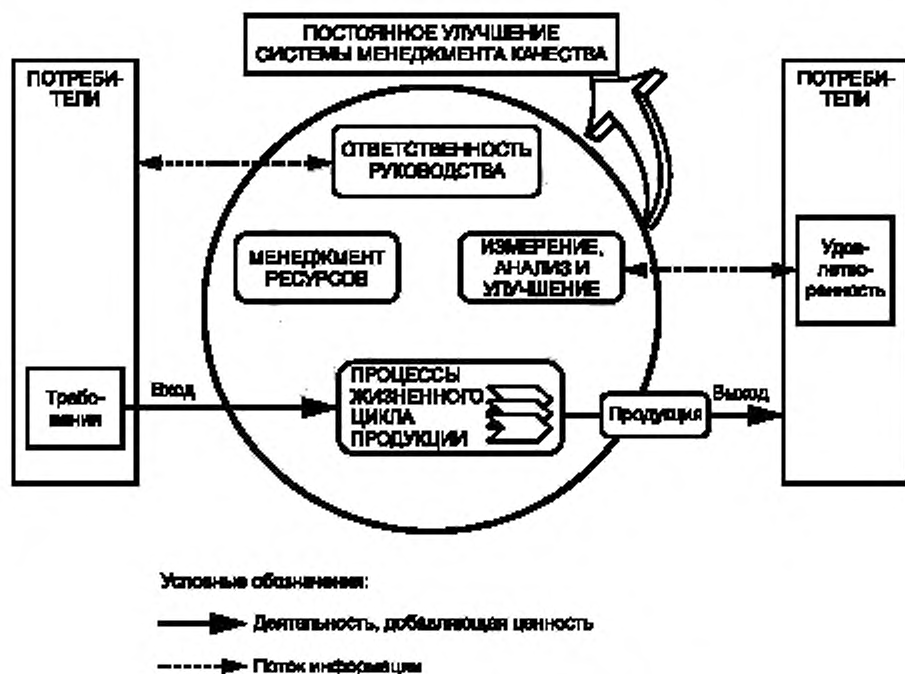 ПОСТОЯННОЕ УЛУЧШЕНИЕ
СИСТЕМЫ МЕНЕДЖМЕНТА КАЧЕСТВА
ПОТРЕБИ-
ТЕЛИ
ПОТРЕБИ-
ТЕЛИ
ОТВЕТСТВЕННОСТЬ
РУКОВОДСТВА
МЕНЕДЖМЕНТ
РЕСУРСОВ
ИЗМЕРЕНИЕ,
АНАЛИЗ И
УЛУЧШЕНИЕ
Удов-
летво-
ренность
Требо-
вания
Вход
ПРОЦЕССЫ
ЖИЗНЕННОГО
ЦИКЛА
ПРОДУКЦИИ
Продукция
Выход
Условные обозначения:
Деятельность, добавляющая ценность
Поток информации